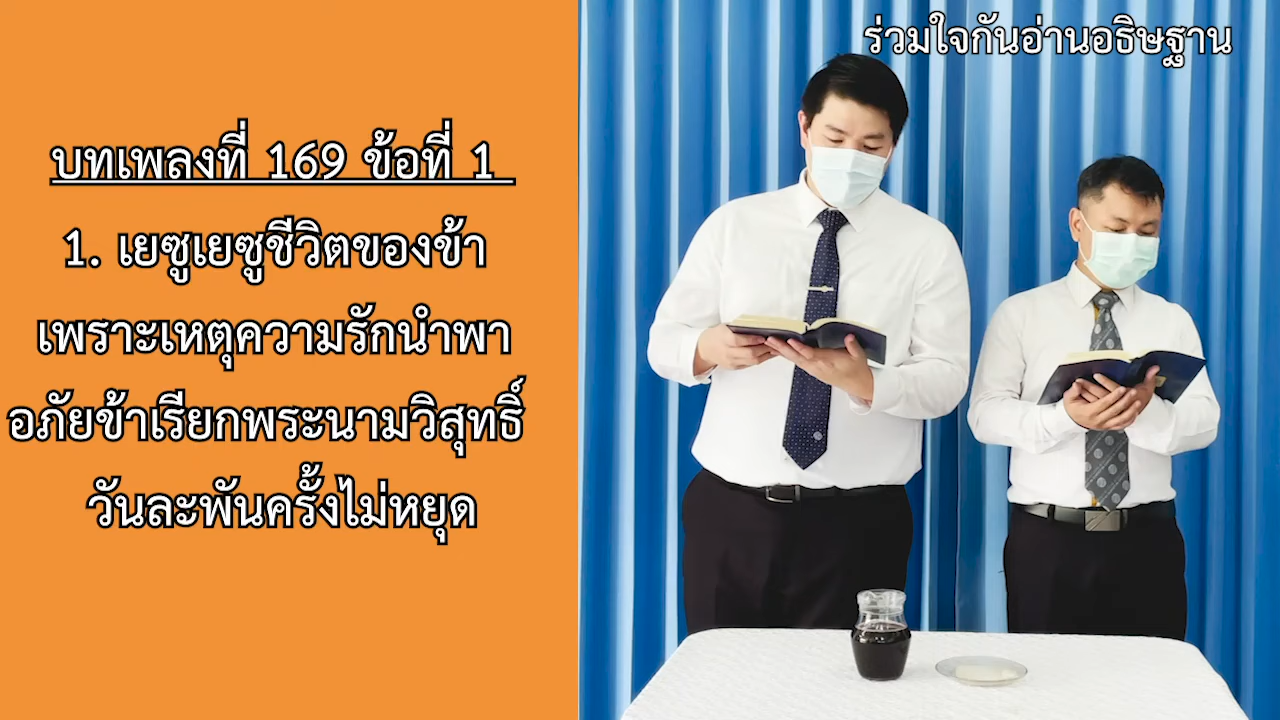 ร่วมใจกันอ่านอธิษฐาน
บทเพลงที่ 169 ข้อที่ 1
1. เยซูเยซูชีวิตของข้า
เพราะเหตุความรักนำพา
อภัยข้าเรียกพระนามวิสุทธิ์
วันละพันครั้งไม่หยุด